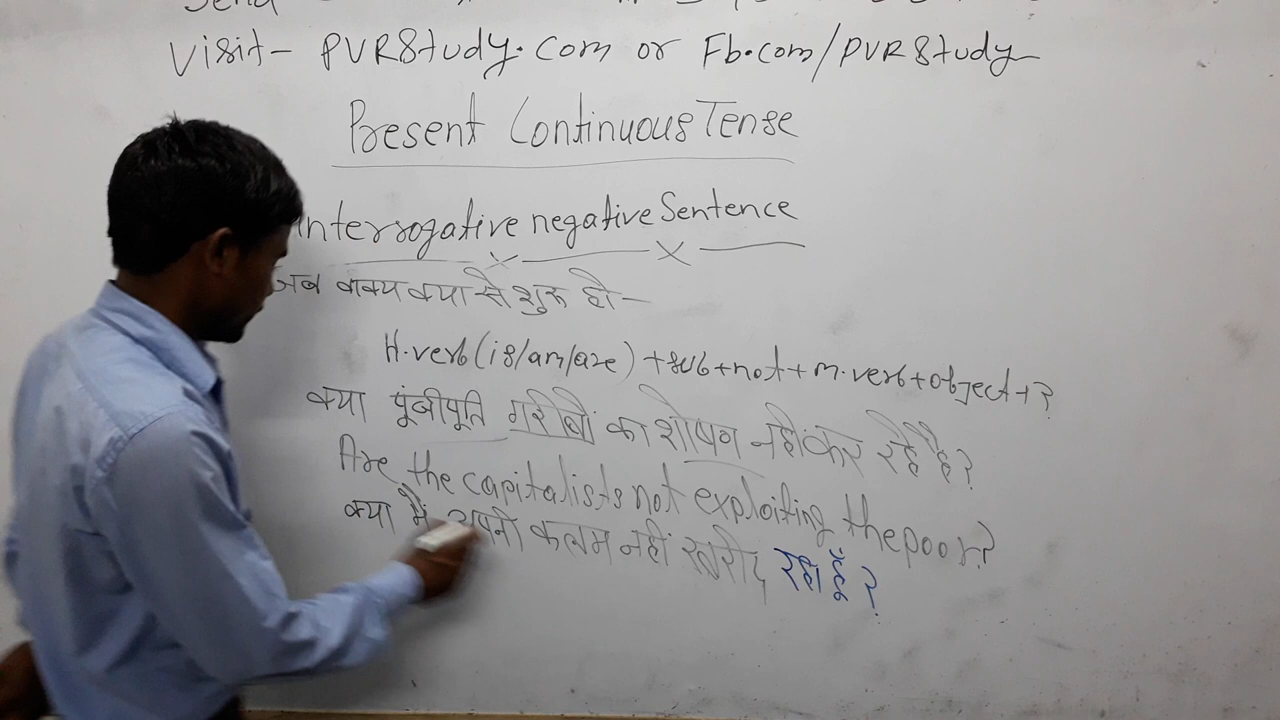 Send
Visit- PVRStudy.com or Fb.com/PVRStudy
Present Continuous Tense
Interrogative negative Sentence
जब वाक्य क्या से शुरू हो-
H.verb(is/am/are)+sub+not+m.verb+object+?
क्या पूंजीपूति गरीबों का शोषण नहीं कर रहे हैं?
Are the capitalists not exploiting the poor?
क्या मैं अपनी कलम नहीं खरीद रहा हूँ?